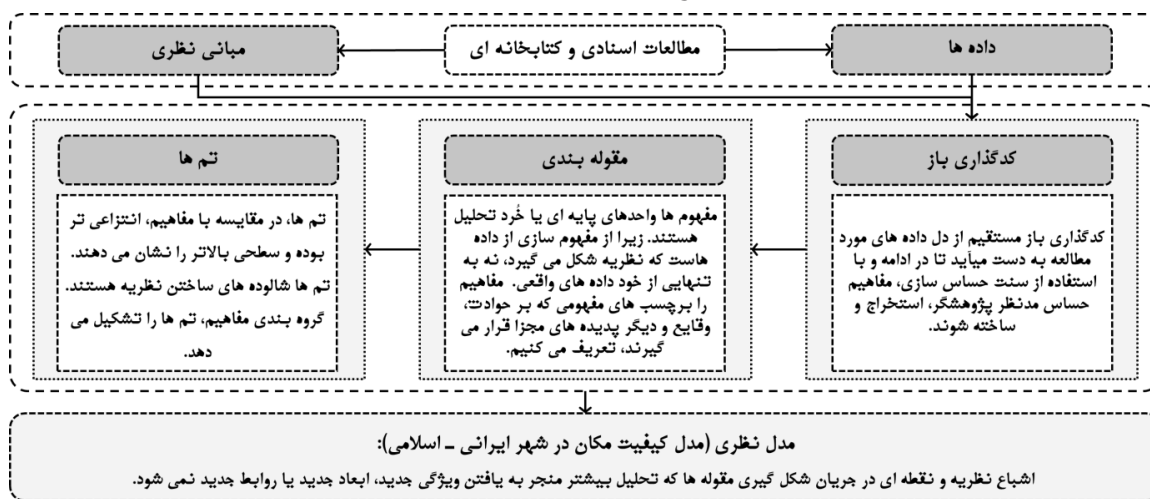 داده ها
مطالعات اسنادی و کتابخانه ای
مبانی نظری
کدگذاری باز
کدگذاری باز مستقیم از دل داده های مورد
مطالعه به دست میآید تا در ادامه و با
استفاده از سنت حساس سازی، مفاهیم
حساس مدنظر پژوهشگر، استخراج و
ساخته شوند.
مقوله بندی
مفهوم ها واحدهای پایه ای یا خُرد تحلیل
هستند. زیرا از مفهوم سازی از داده
هاست که نظریه شکل می گیرد، نه به
تنهایی از خود داده های واقعی. مفاهیم
را برچسب های مفهومی که بر حوادث،
وقایع و دیگر پدیده های مجزا قرار می
گیرند، تعریف می کنیم.
تم ها
تم ها، در مقایسه با مفاهیم، انتزاعی تر
بوده و سطحی بالاتر را نشان می دهند.
تم ها شالوده های ساختن نظریه هستند.
گروه بندی مفاهیم، تم ها را تشکیل می
دهد.
مدل نظری (مدل کیفیت مکان در شهر ایرانی ـ اسلامی):
اشباع نظریه و نقطه ای در جریان شکل گیری مقوله ها که تحلیل بیشتر منجر به یافتن ویژگی جدید، ابعاد جدید یا روابط جدید نمی شود.